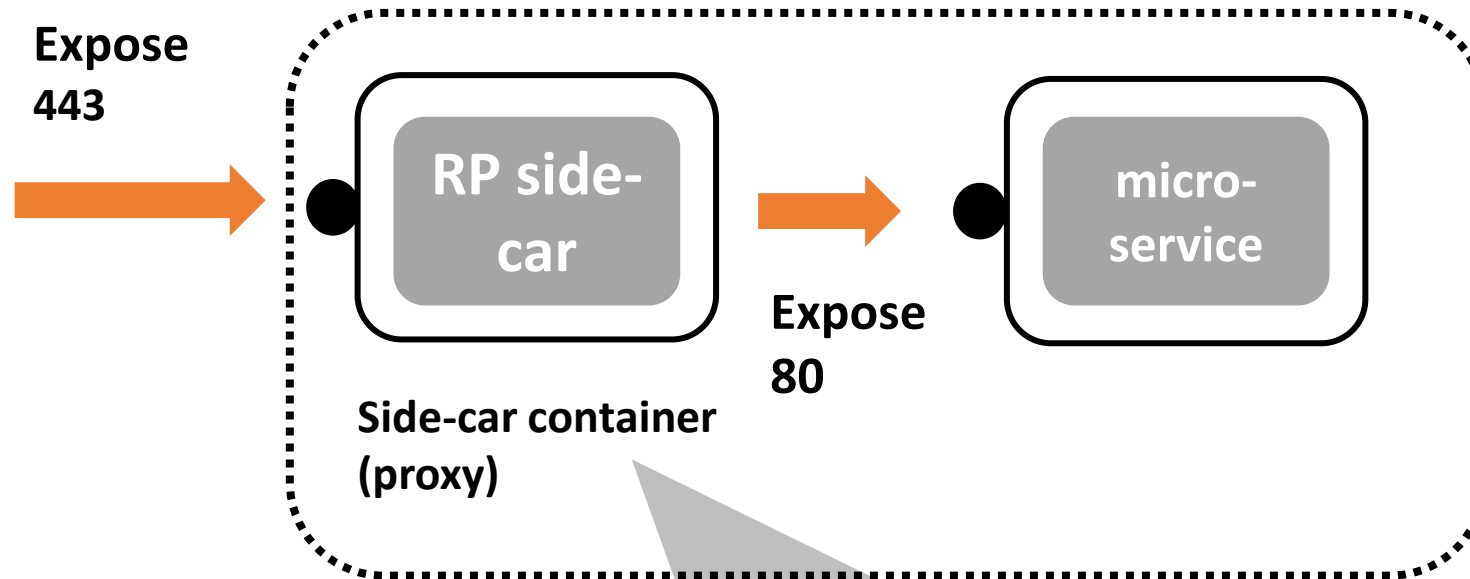 Expose
443
RP side-
car
Expose
80
micro-
service
Side-car container
(proxy)